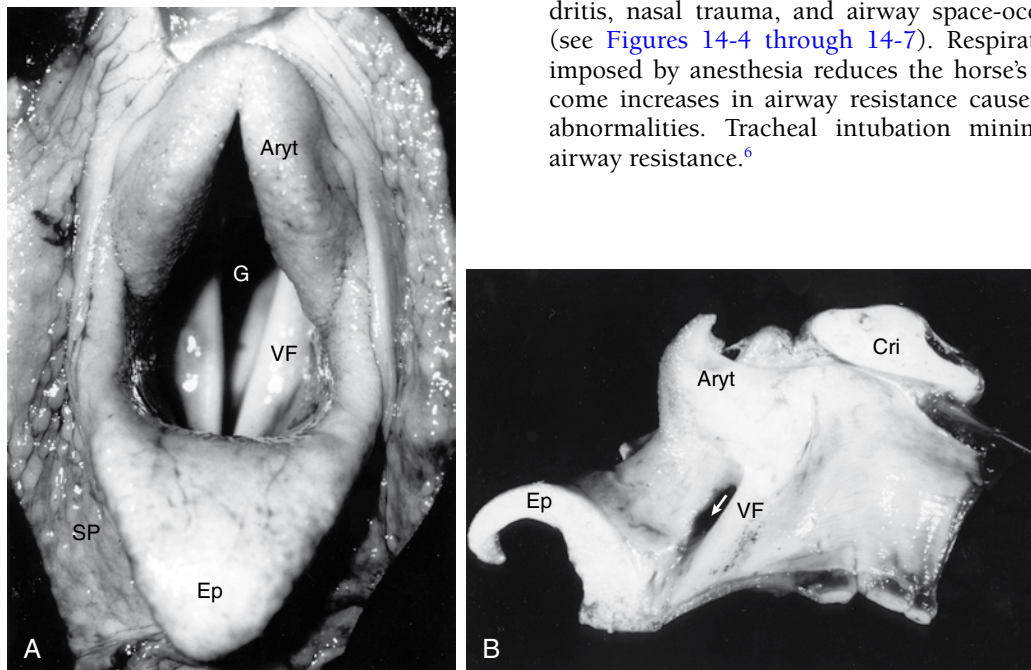 dritis, nasal trauma, and airway space-occ
(see Figures 14-4 through 14-7). Respirat
imposed by anesthesia reduces the horse's
come increases in airway resistance cause
abnormalities. Tracheal intubation minim
airway resistance.6
Aryt
G
VF
SP
Ep
A
Cri
Aryt
Ep
VF
B